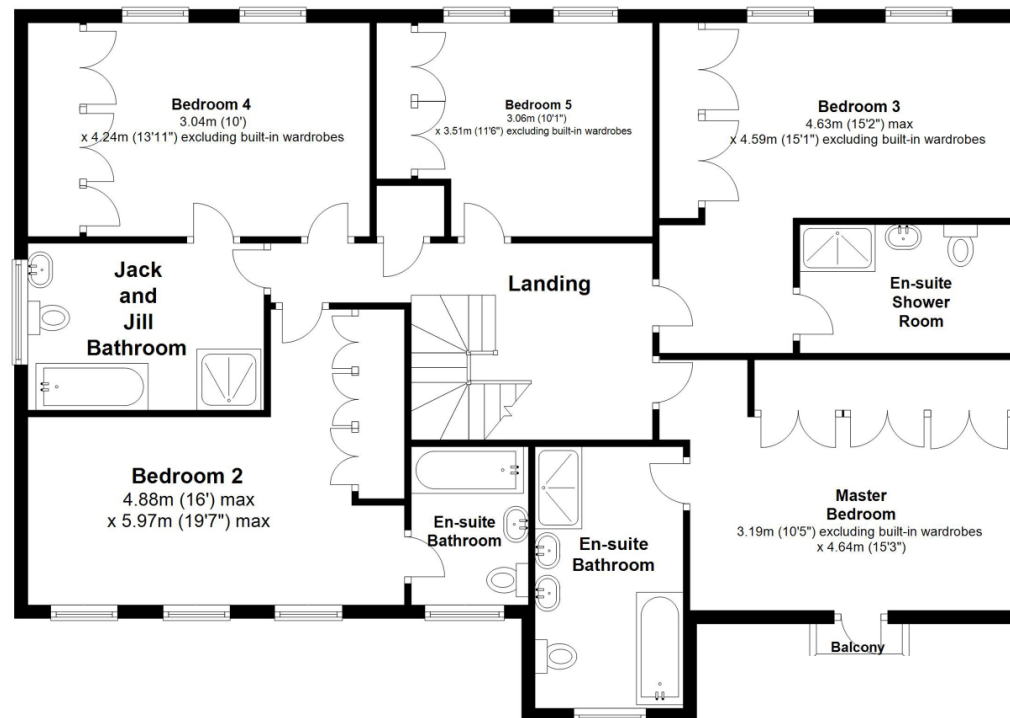 Bedroom 4
3.04m (10')
x 4.24m (13'11") excluding built-in wardrobes
Bedroom 5
3.06m (10'1")
x 3.51m (11'6") excluding built-in wardrobes
Bedroom 3
4.63m (15'2") max
x 4.59m (15'1") excluding built-in wardrobes
Jack
and
Jill
Bathroom
Landing
En-suite
Shower
Room
Bedroom 2
4.88m (16') max
x 5.97m (19'7") max
En-suite
Bathroom
En-suite
Bathroom
Master
Bedroom
3.19m (10'5") excluding built-in wardrobes
x 4.64m (15'3")
Balcony